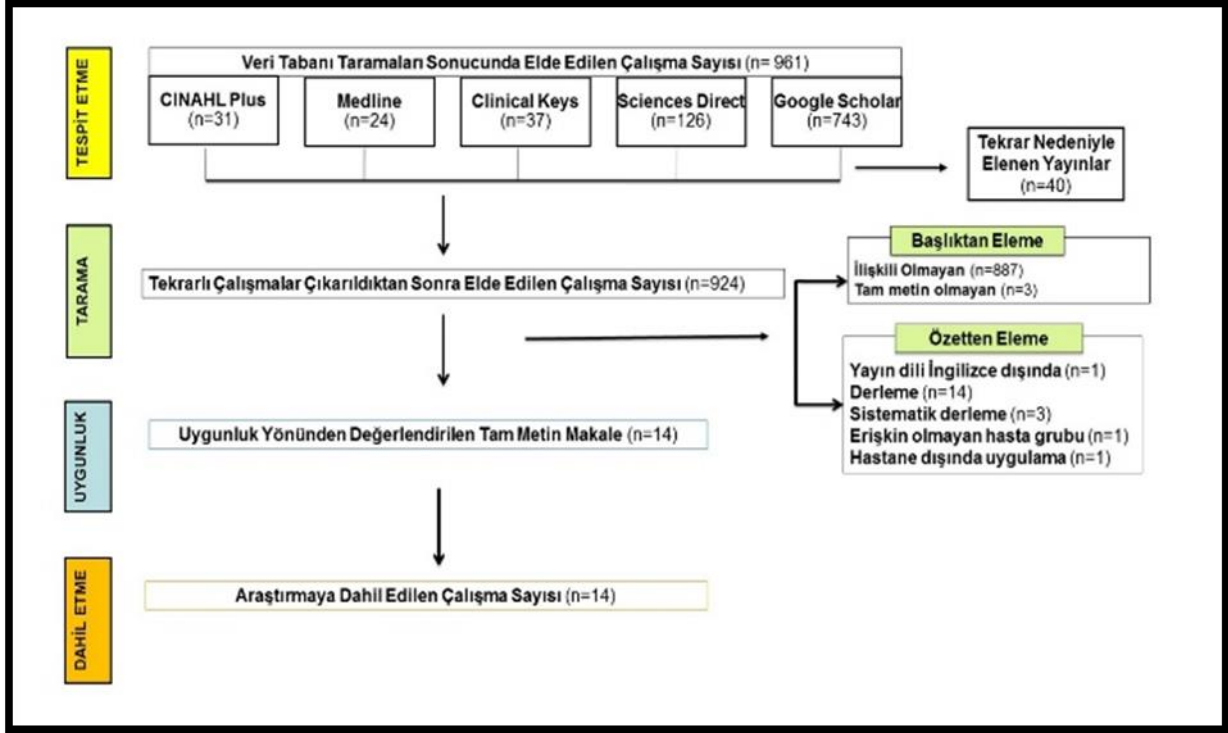 TESPİT ETME
Veri Tabanı Taramaları Sonucunda Elde Edilen Çalışma Sayısı (n= 961)
CINAHL Plus
(n=31)
Medline
(n=24)
Clinical Keys
(n=37)
Sciences Direct
(n=126)
Google Scholar
(n=743)
Tekrar Nedeniyle
Elenen Yayınlar
(n=40)
TARAMA
Tekrarlı Çalışmalar Çıkarıldıktan Sonra Elde Edilen Çalışma Sayısı (n=924)
Başlıktan Eleme
İlişkili Olmayan (n=887)
Tam metin olmayan (n=3)
Özetten Eleme
Yayın dili İngilizce dışında (n=1)
Derleme (n=14)
Sistematik derleme (n=3)
Erişkin olmayan hasta grubu (n=1)
Hastane dışında uygulama (n=1)
UYGUNLUK
Uygunluk Yönünden Değerlendirilen Tam Metin Makale (n=14)
DAHİL ETME
Araştırmaya Dahil Edilen Çalışma Sayısı (n=14)